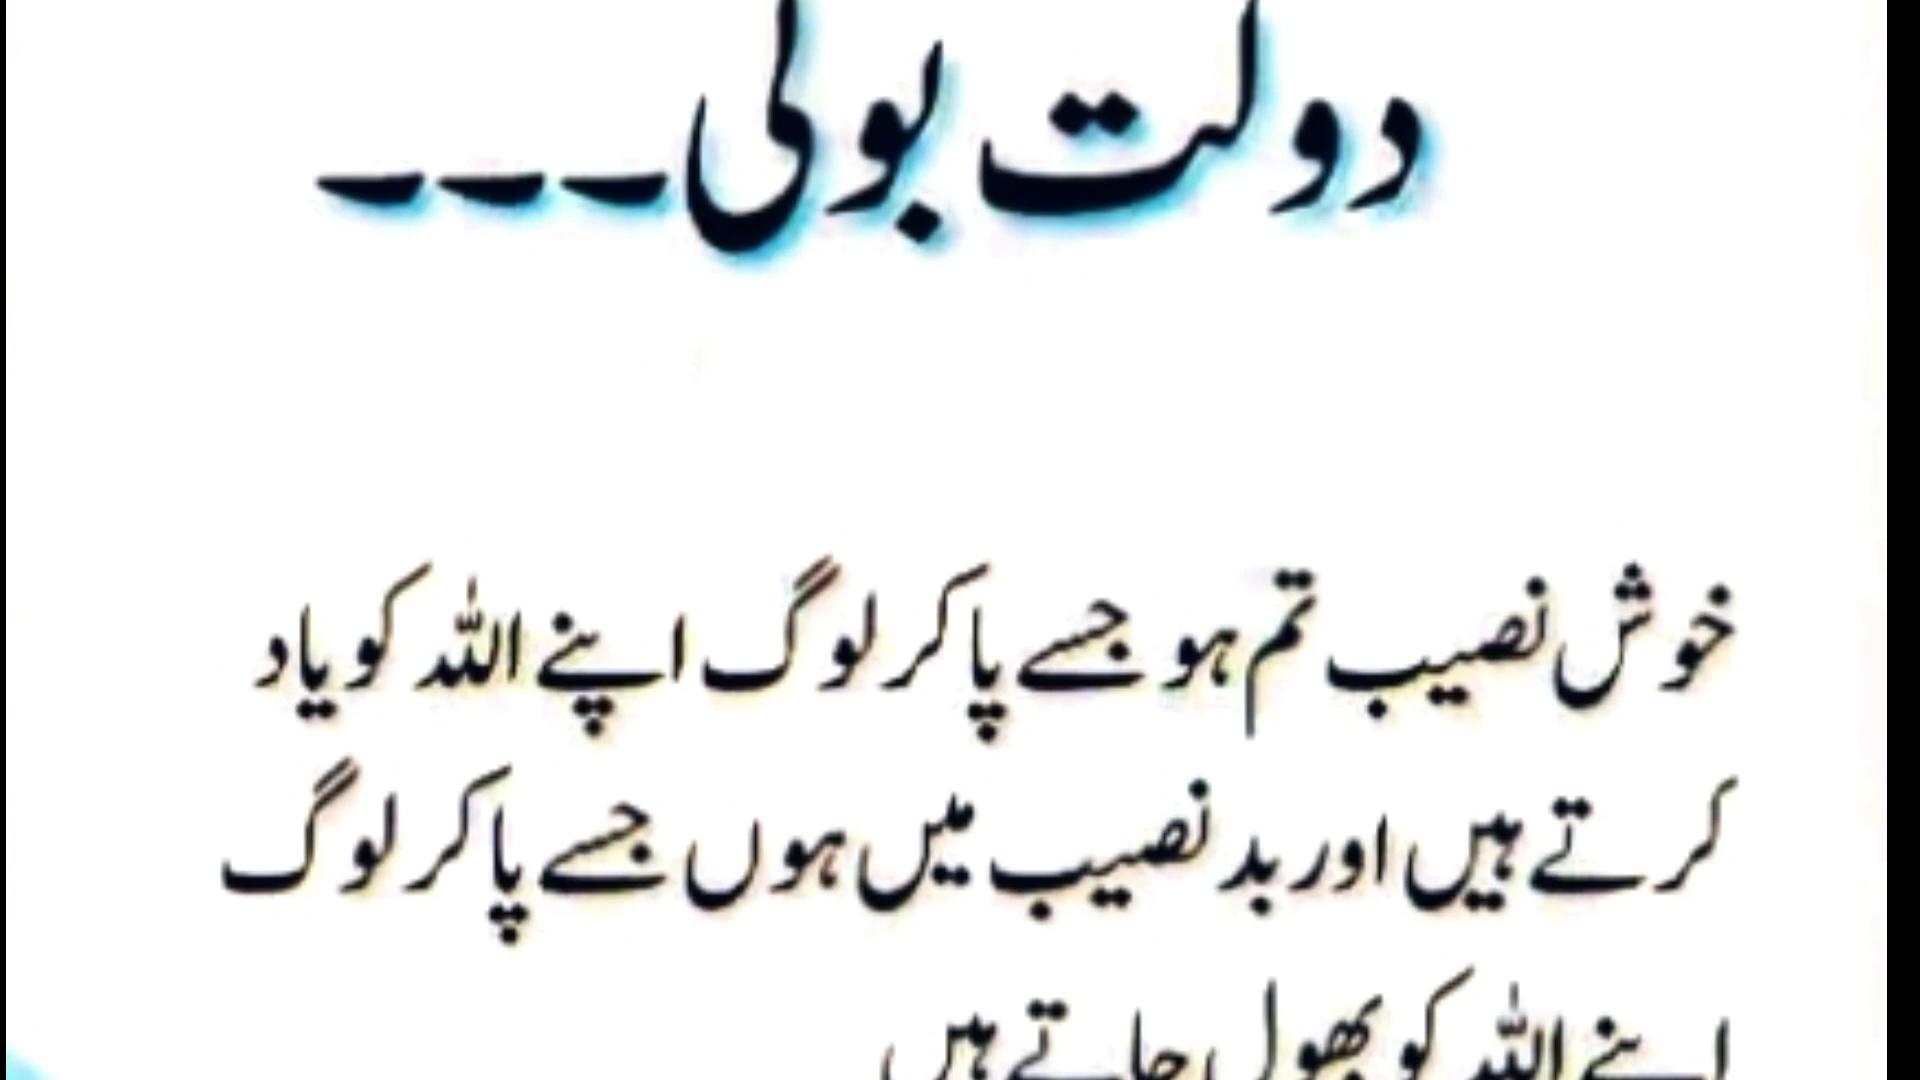 دولت بولی۔۔۔
خوش نصیب تم ہو جسے پا کر لوگ اپنے اللہ کو یاد
کرتے ہیں اور بد نصیب میں ہوں جسے پا کر لوگ
اپنے اللہ کو بھول جاتے ہیں